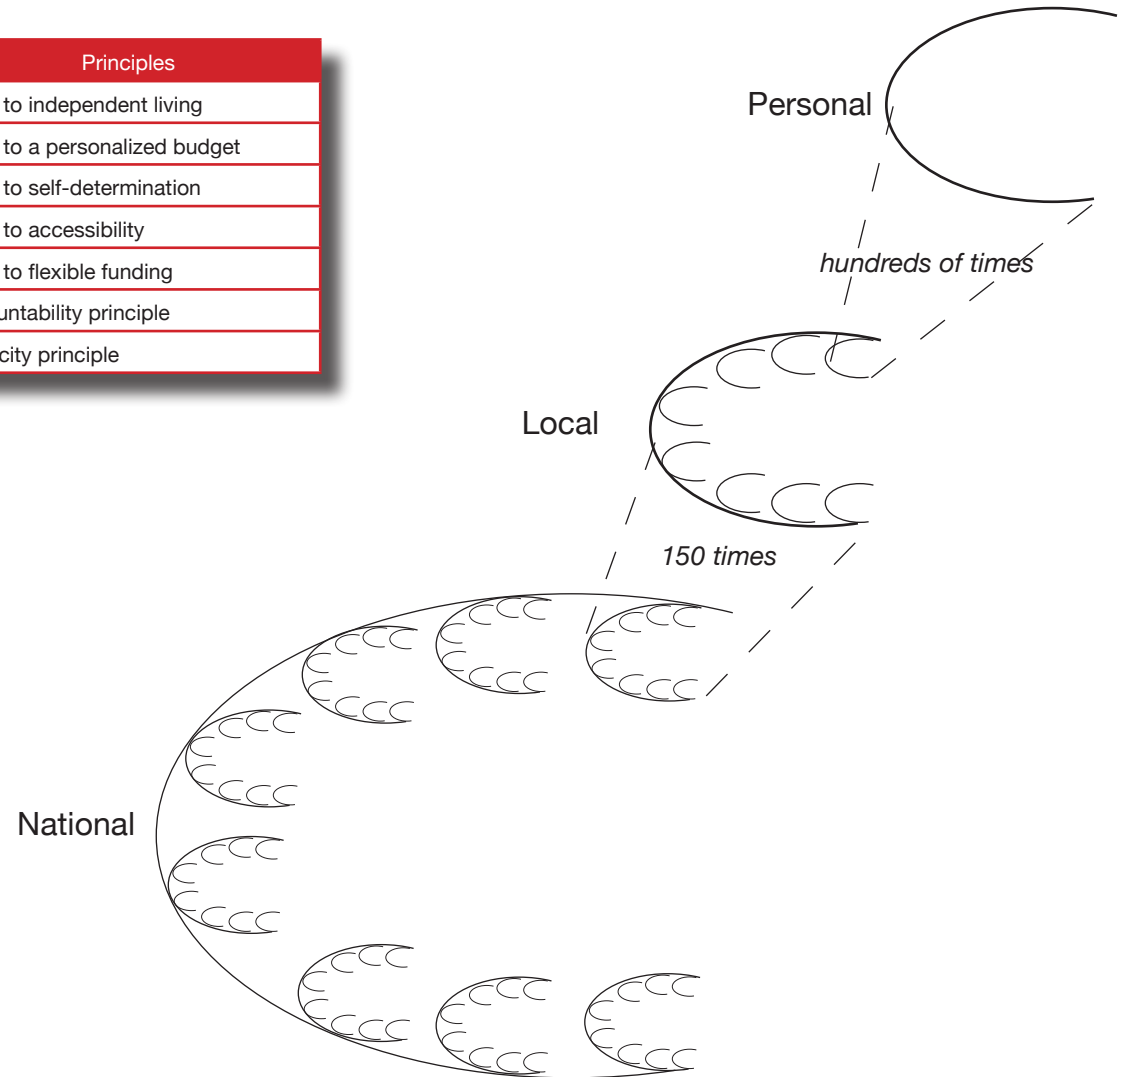 Principles
to independent living
to a personalized budget
to self-determination
to accessibility
to flexible funding
untability principle
city principle
Personal
hundreds of times
Local
150 times
National